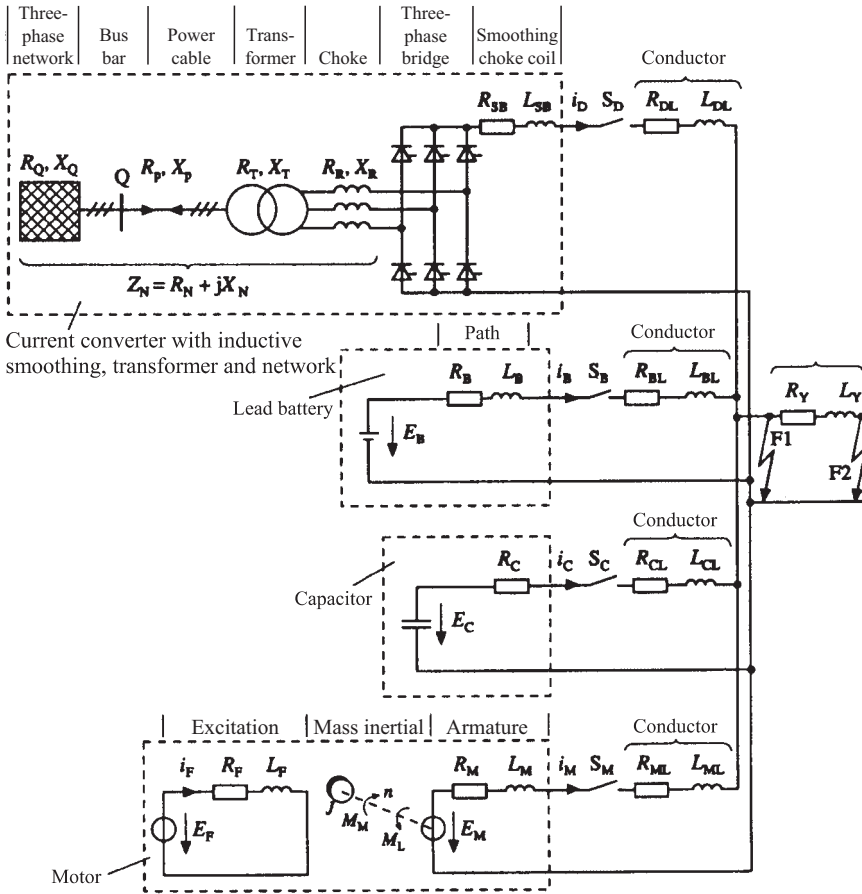 Three-phase network
Bus bar
Power cable
Trans-former
Choke
Three-phase bridge
Smoothing choke coil
Conductor
R_SB L_SB i_D S_D R_DL L_DL
R_Q, X_Q Q R_p, X_p R_T, X_T R_R, X_R
Z_N = R_N + jX_N
Current converter with inductive
smoothing, transformer and network
Path
Conductor
R_B L_B i_B S_B R_BL L_BL
Lead battery
E_B
R_Y L_Y
F1
F2
Conductor
R_C i_C S_C R_CL L_CL
Capacitor
E_C
Excitation
Mass inertial
Armature
Conductor
i_F R_F L_F
R_M L_M i_M S_M R_ML L_ML
J n
M_M
M_L
E_F
E_M
Motor